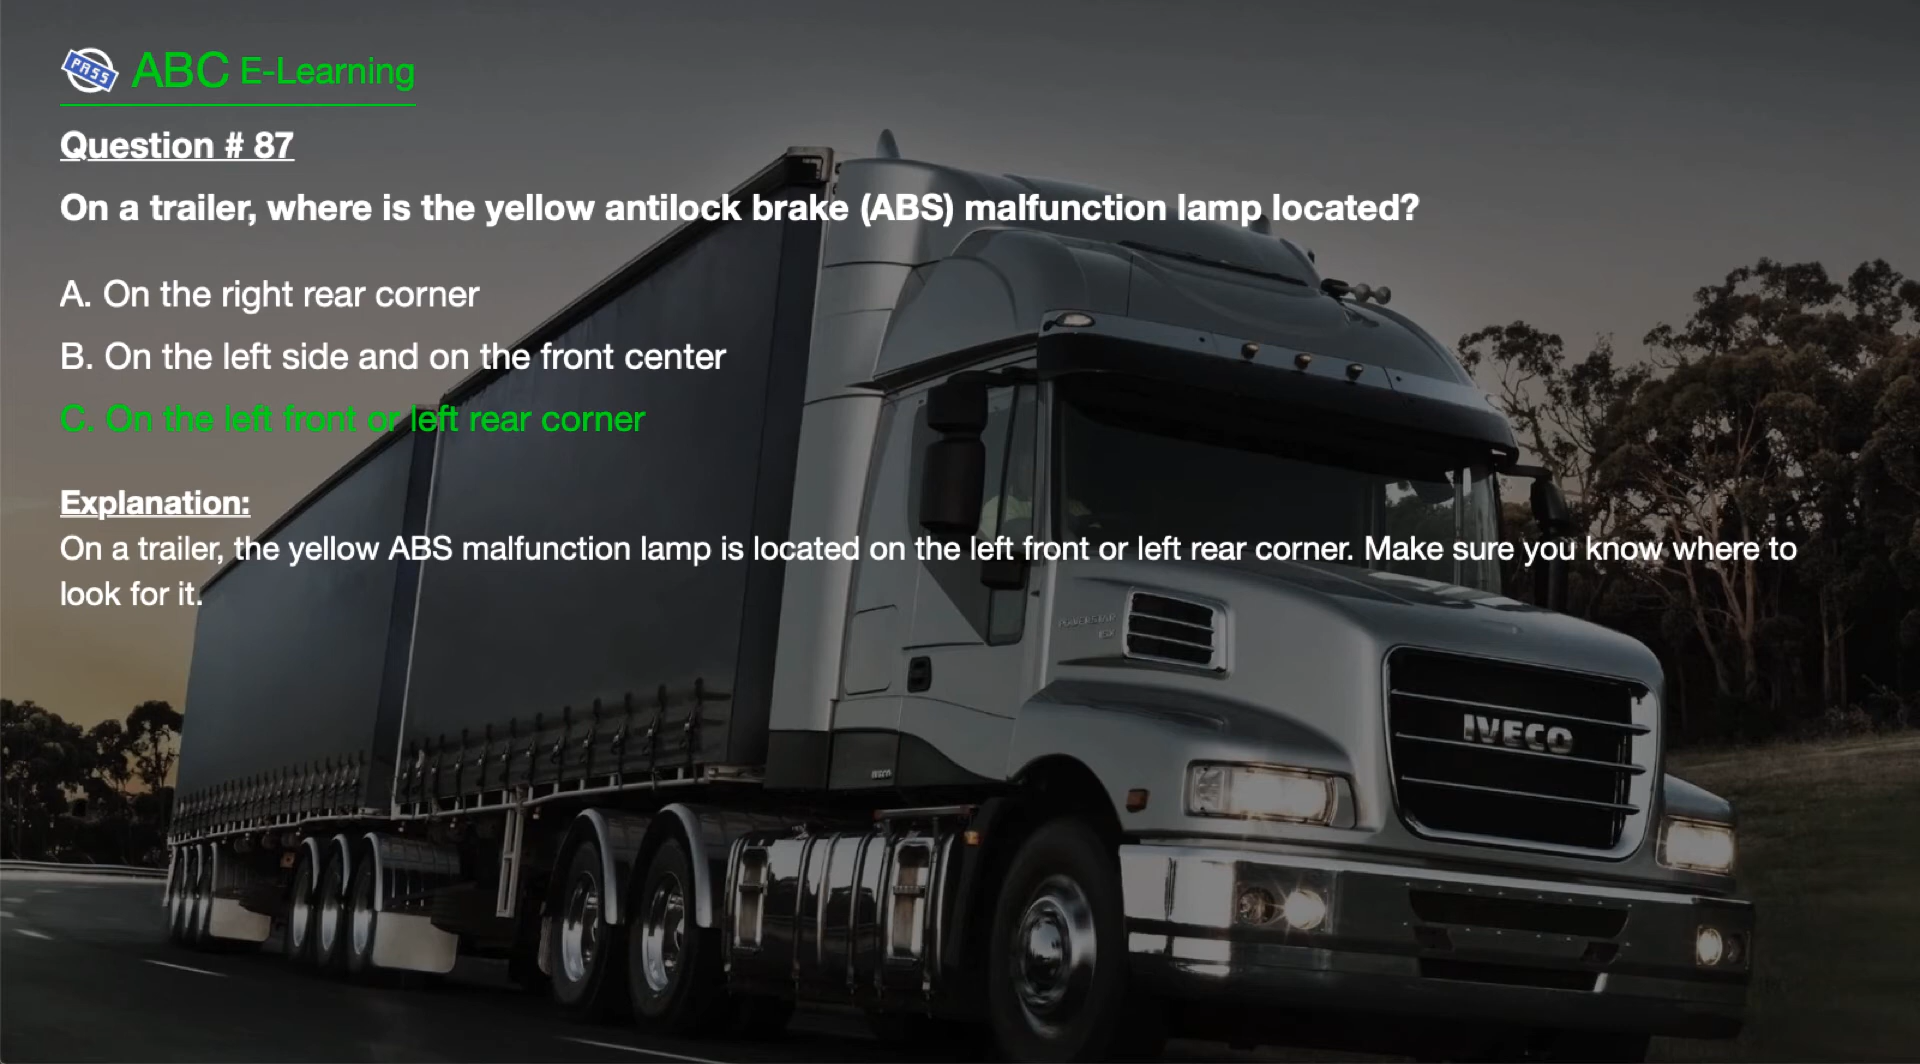 PASS ABC E-Learning
Question # 87
On a trailer, where is the yellow antilock brake (ABS) malfunction lamp located?
A. On the right rear corner
B. On the left side and on the front center
C. On the left front or left rear corner
Explanation:
On a trailer, the yellow ABS malfunction lamp is located on the left front or left rear corner. Make sure you know where to
look for it.
POWERSTAR
IVECO
IVECO